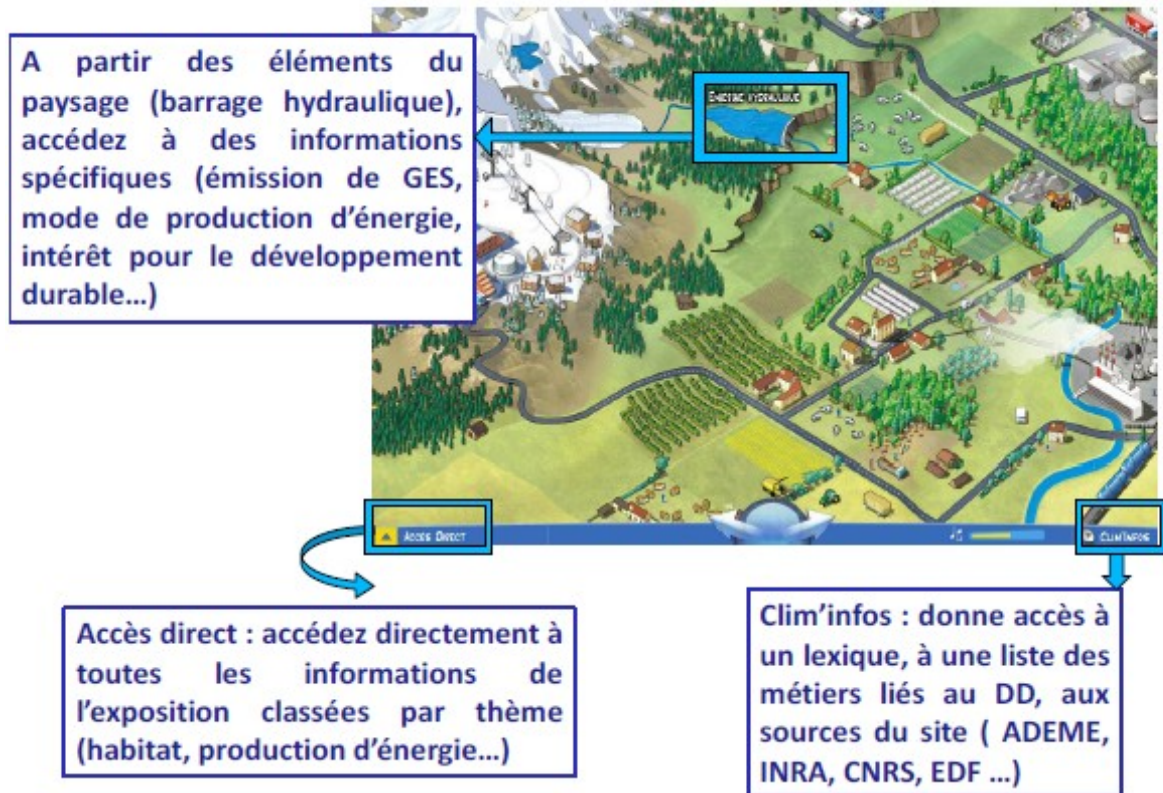 A partir des éléments du
paysage (barrage hydraulique),
accédez à des informations
spécifiques (émission de GES,
mode de production d'énergie,
intérêt pour le développement
durable...)
ENERGIE HYDRAULIQUE
ACCES DIRECT
CLIM'INFOS
Accès direct : accédez directement à
toutes les informations de
l'exposition classées par thème
(habitat, production d'énergie...)
Clim'infos : donne accès à
un lexique, à une liste des
métiers liés au DD, aux
sources du site ( ADEME,
INRA, CNRS, EDF ...)